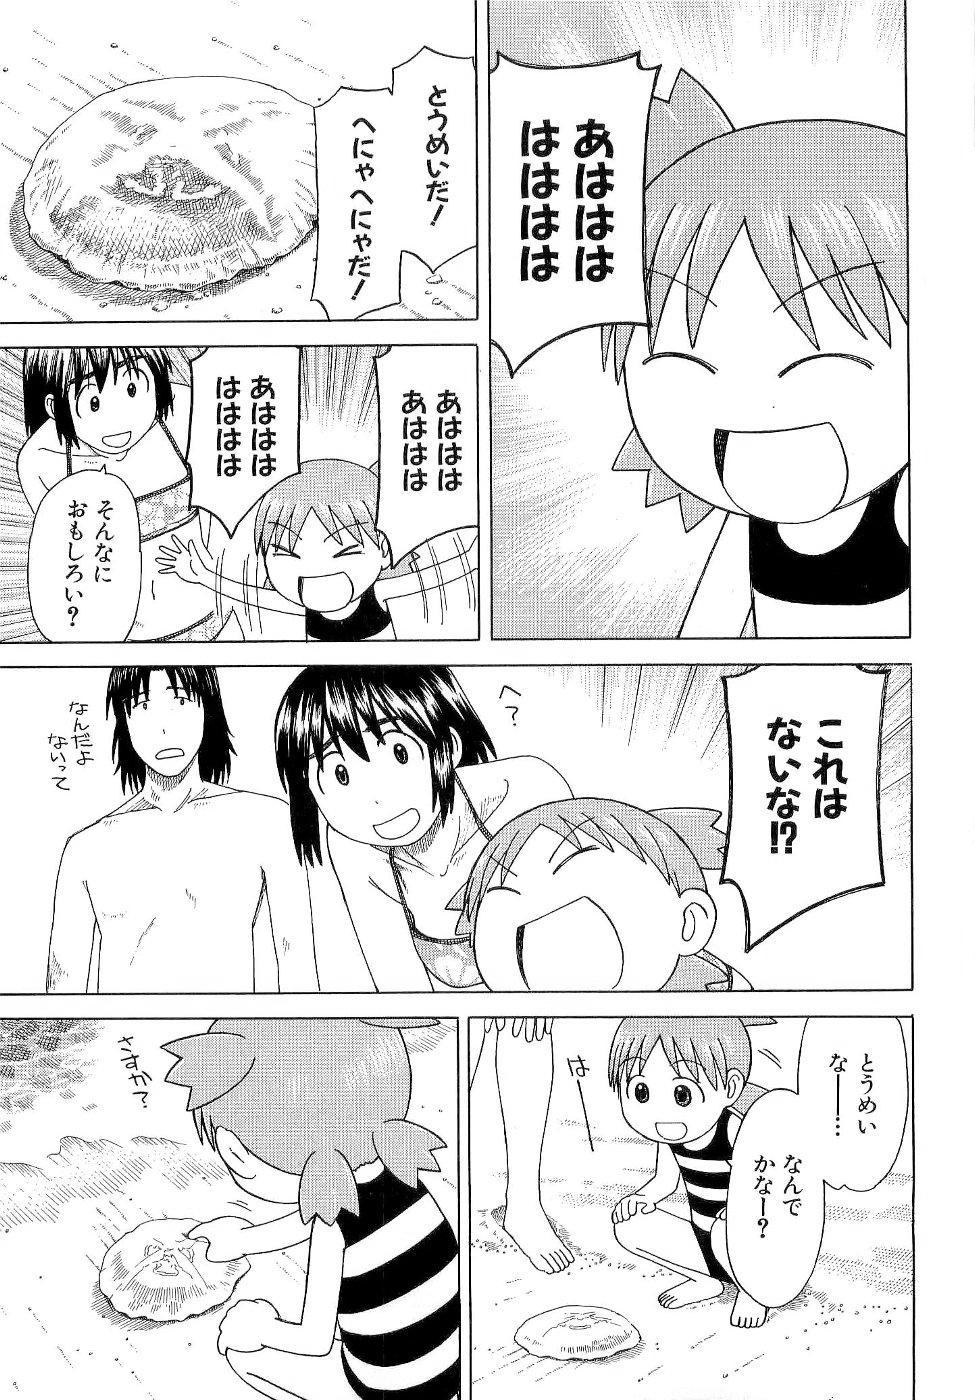 あはははは
はははは
とうめいだ！
へにゃへにゃだ！
あははは
あははは
あはははは
はははは
そんなに
おもしろい？
これは
ないな!?
へ？
なんだよ
ないって
とうめい
なーー……
なんで
かなー？
はー
さすか？